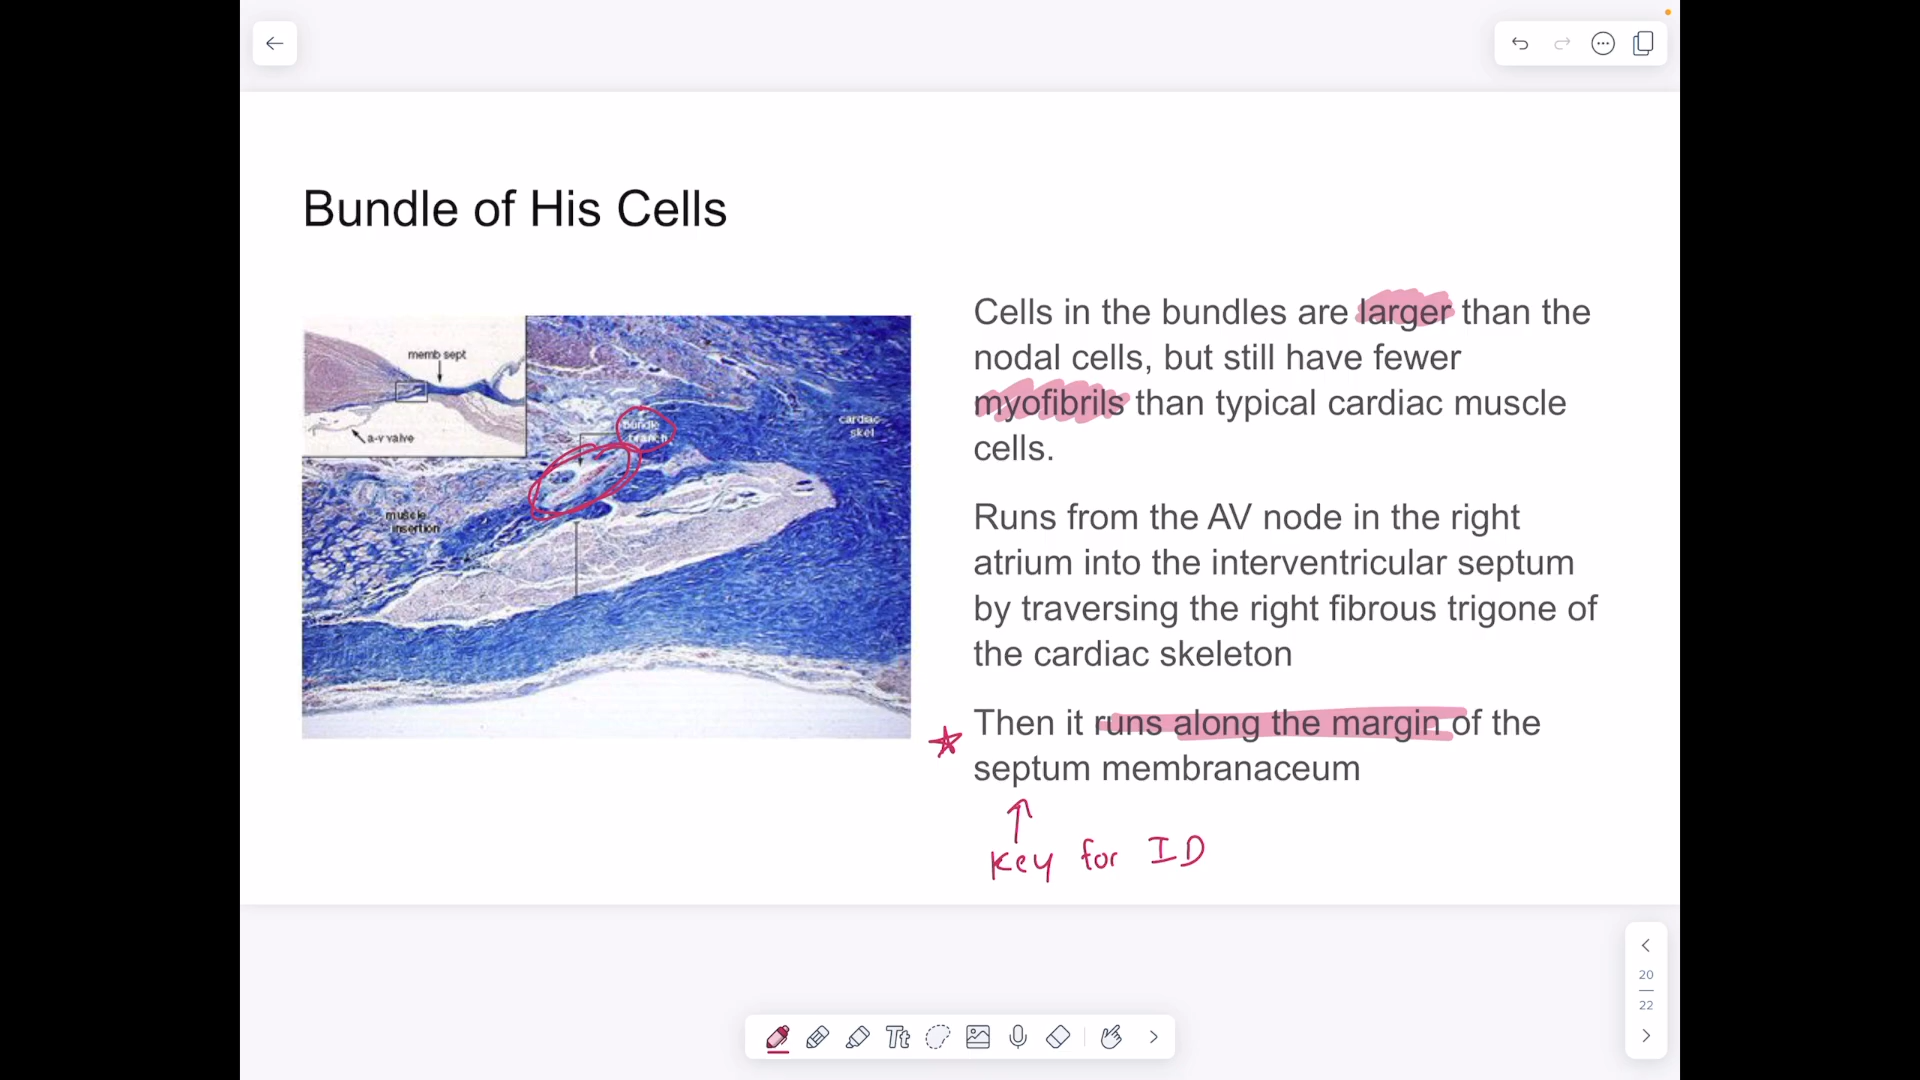 Bundle of His Cells
memb sept
a-v valve
bundle
branch
cardiac
skel
muscle
insertion
Cells in the bundles are larger than the
nodal cells, but still have fewer
myofibrils than typical cardiac muscle
cells.
Runs from the AV node in the right
atrium into the interventricular septum
by traversing the right fibrous trigone of
the cardiac skeleton
Then it runs along the margin of the
septum membranaceum
Key for ID
Tt
20
22